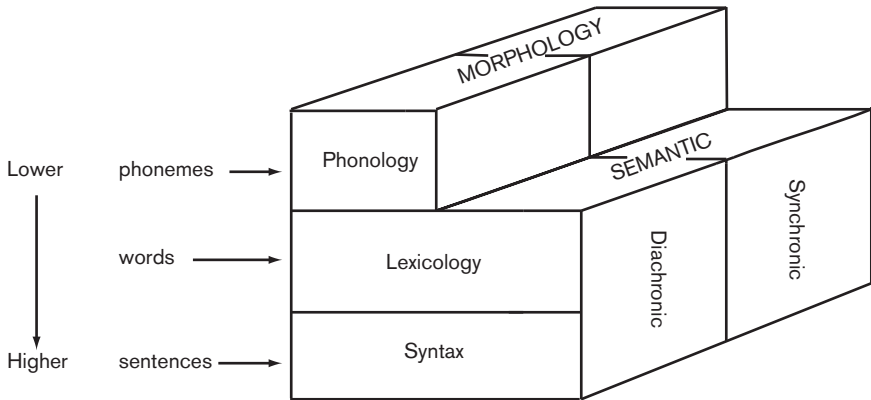 MORPHOLOGY
Phonology
Lower
phonemes
SEMANTIC
words
Lexicology
Diachronic
Synchronic
Higher
sentences
Syntax